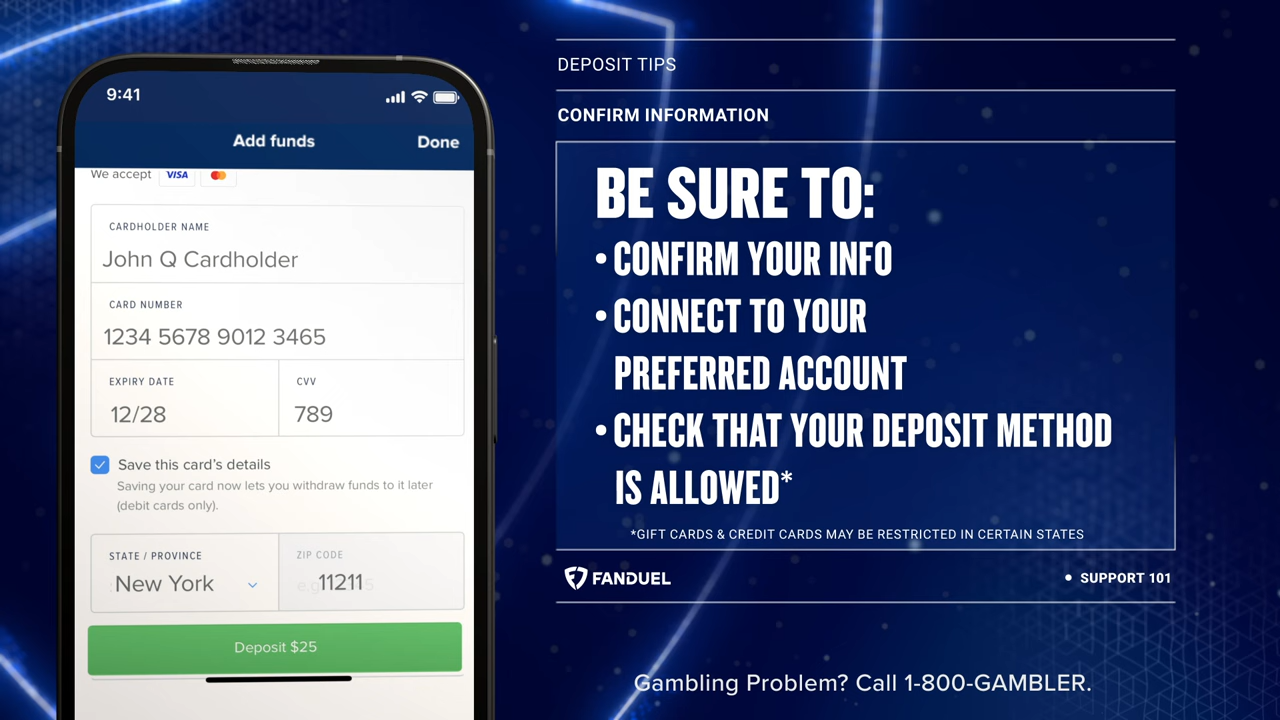 9:41
Add funds
Done
We accept VISA
CARDHOLDER NAME
John Q Cardholder
CARD NUMBER
1234 5678 9012 3465
EXPIRY DATE
CVV
12/28
789
Save this card's details
Saving your card now lets you withdraw funds to it later
(debit cards only).
STATE / PROVINCE
ZIP CODE
New York
11211
Deposit $25
DEPOSIT TIPS
CONFIRM INFORMATION
BE SURE TO:
• CONFIRM YOUR INFO
• CONNECT TO YOUR
PREFERRED ACCOUNT
• CHECK THAT YOUR DEPOSIT METHOD
IS ALLOWED*
*GIFT CARDS & CREDIT CARDS MAY BE RESTRICTED IN CERTAIN STATES
FANDUEL
• SUPPORT 101
Gambling Problem? Call 1-800-GAMBLER.